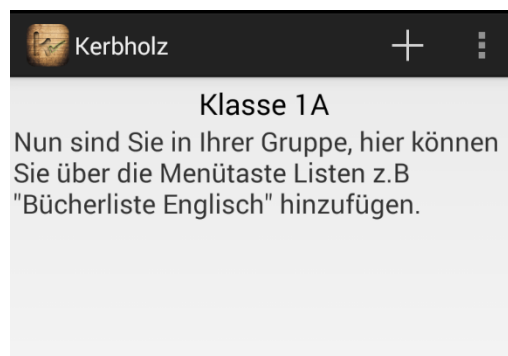 Kerbholz
Klasse 1A
Nun sind Sie in Ihrer Gruppe, hier können
Sie über die Menütaste Listen z.B
"Bücherliste Englisch" hinzufügen.